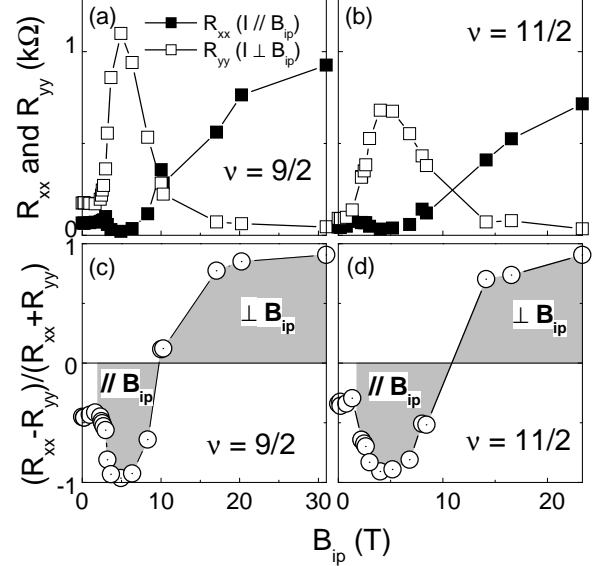 (a)
R_xx (I // B_ip)
R_yy (I ⊥ B_ip)
ν = 9/2
(b)
ν = 11/2
1
0
R_xx and R_yy (kΩ)
(c)
⊥ B_ip
// B_ip
ν = 9/2
(d)
⊥ B_ip
// B_ip
ν = 11/2
1
0
-1
(R_xx-R_yy)/(R_xx+R_yy)
0 10 20 30 0 10 20
B_ip (T)